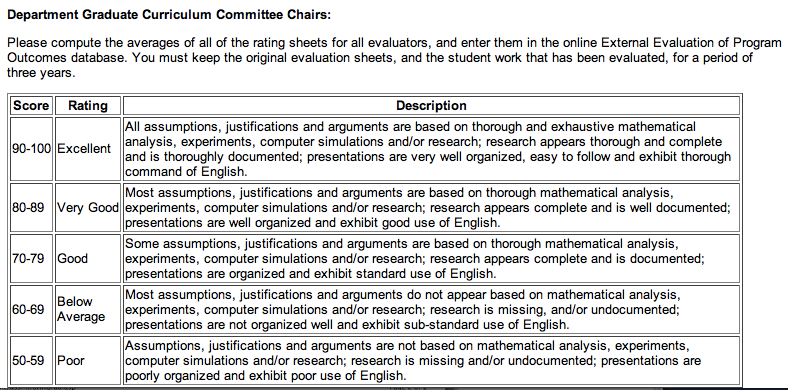 Department Graduate Curriculum Committee Chairs:
Please compute the averages of all of the rating sheets for all evaluators, and enter them in the online External Evaluation of Program
Outcomes database. You must keep the original evaluation sheets, and the student work that has been evaluated, for a period of
three years.
Score Rating Description
90-100 Excellent All assumptions, justifications and arguments are based on thorough and exhaustive mathematical
analysis, experiments, computer simulations and/or research; research appears thorough and complete
and is thoroughly documented; presentations are very well organized, easy to follow and exhibit thorough
command of English.
80-89 Very Good Most assumptions, justifications and arguments are based on thorough mathematical analysis,
experiments, computer simulations and/or research; research appears complete and is well documented;
presentations are well organized and exhibit good use of English.
70-79 Good Some assumptions, justifications and arguments are based on thorough mathematical analysis,
experiments, computer simulations and/or research; research appears complete and is documented;
presentations are organized and exhibit standard use of English.
60-69 Below Average Most assumptions, justifications and arguments do not appear based on mathematical analysis,
experiments, computer simulations and/or research; research is missing, and/or undocumented;
presentations are not organized well and exhibit sub-standard use of English.
50-59 Poor Assumptions, justifications and arguments are not based on mathematical analysis, experiments,
computer simulations and/or research; research is missing and/or undocumented; presentations are
poorly organized and exhibit poor use of English.